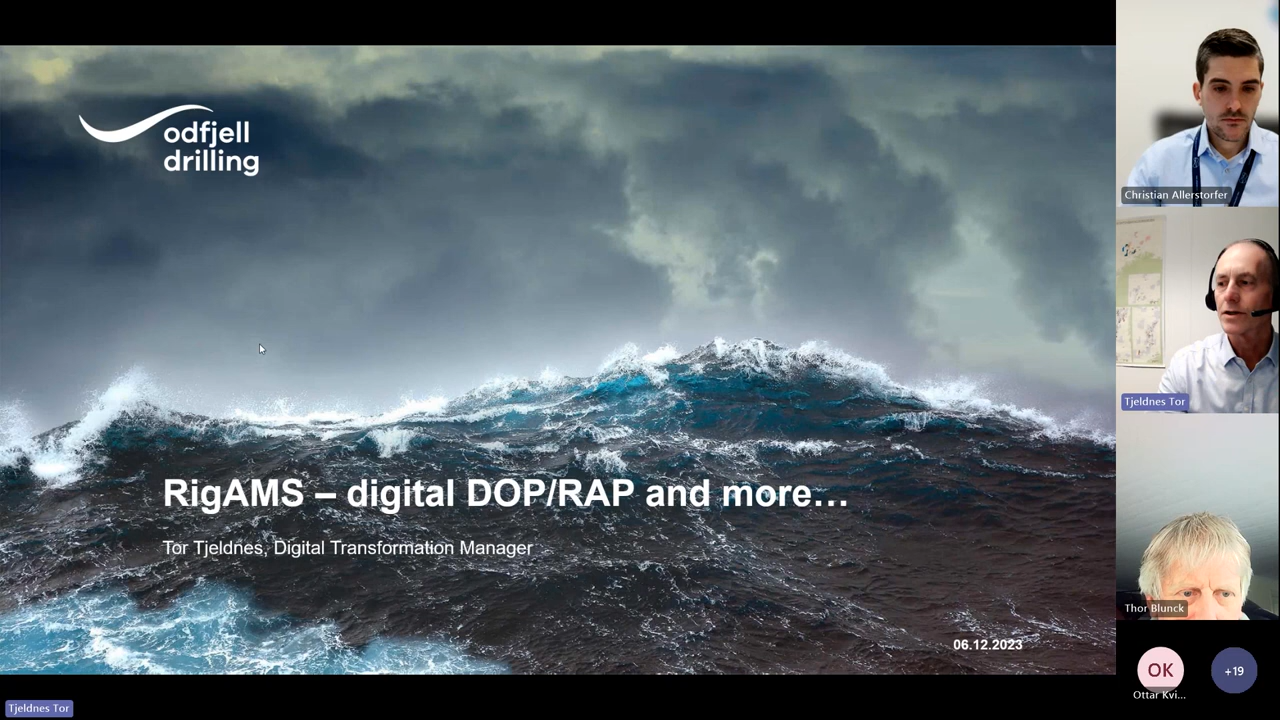 odfjell
drilling
RigAMS – digital DOP/RAP and more...
Tor Tjeldnes, Digital Transformation Manager
06.12.2023
Tjeldnes Tor
Christian Allerstorfer
Tjeldnes Tor
Thor Blunck
OK
Ottar Kvi...
+19